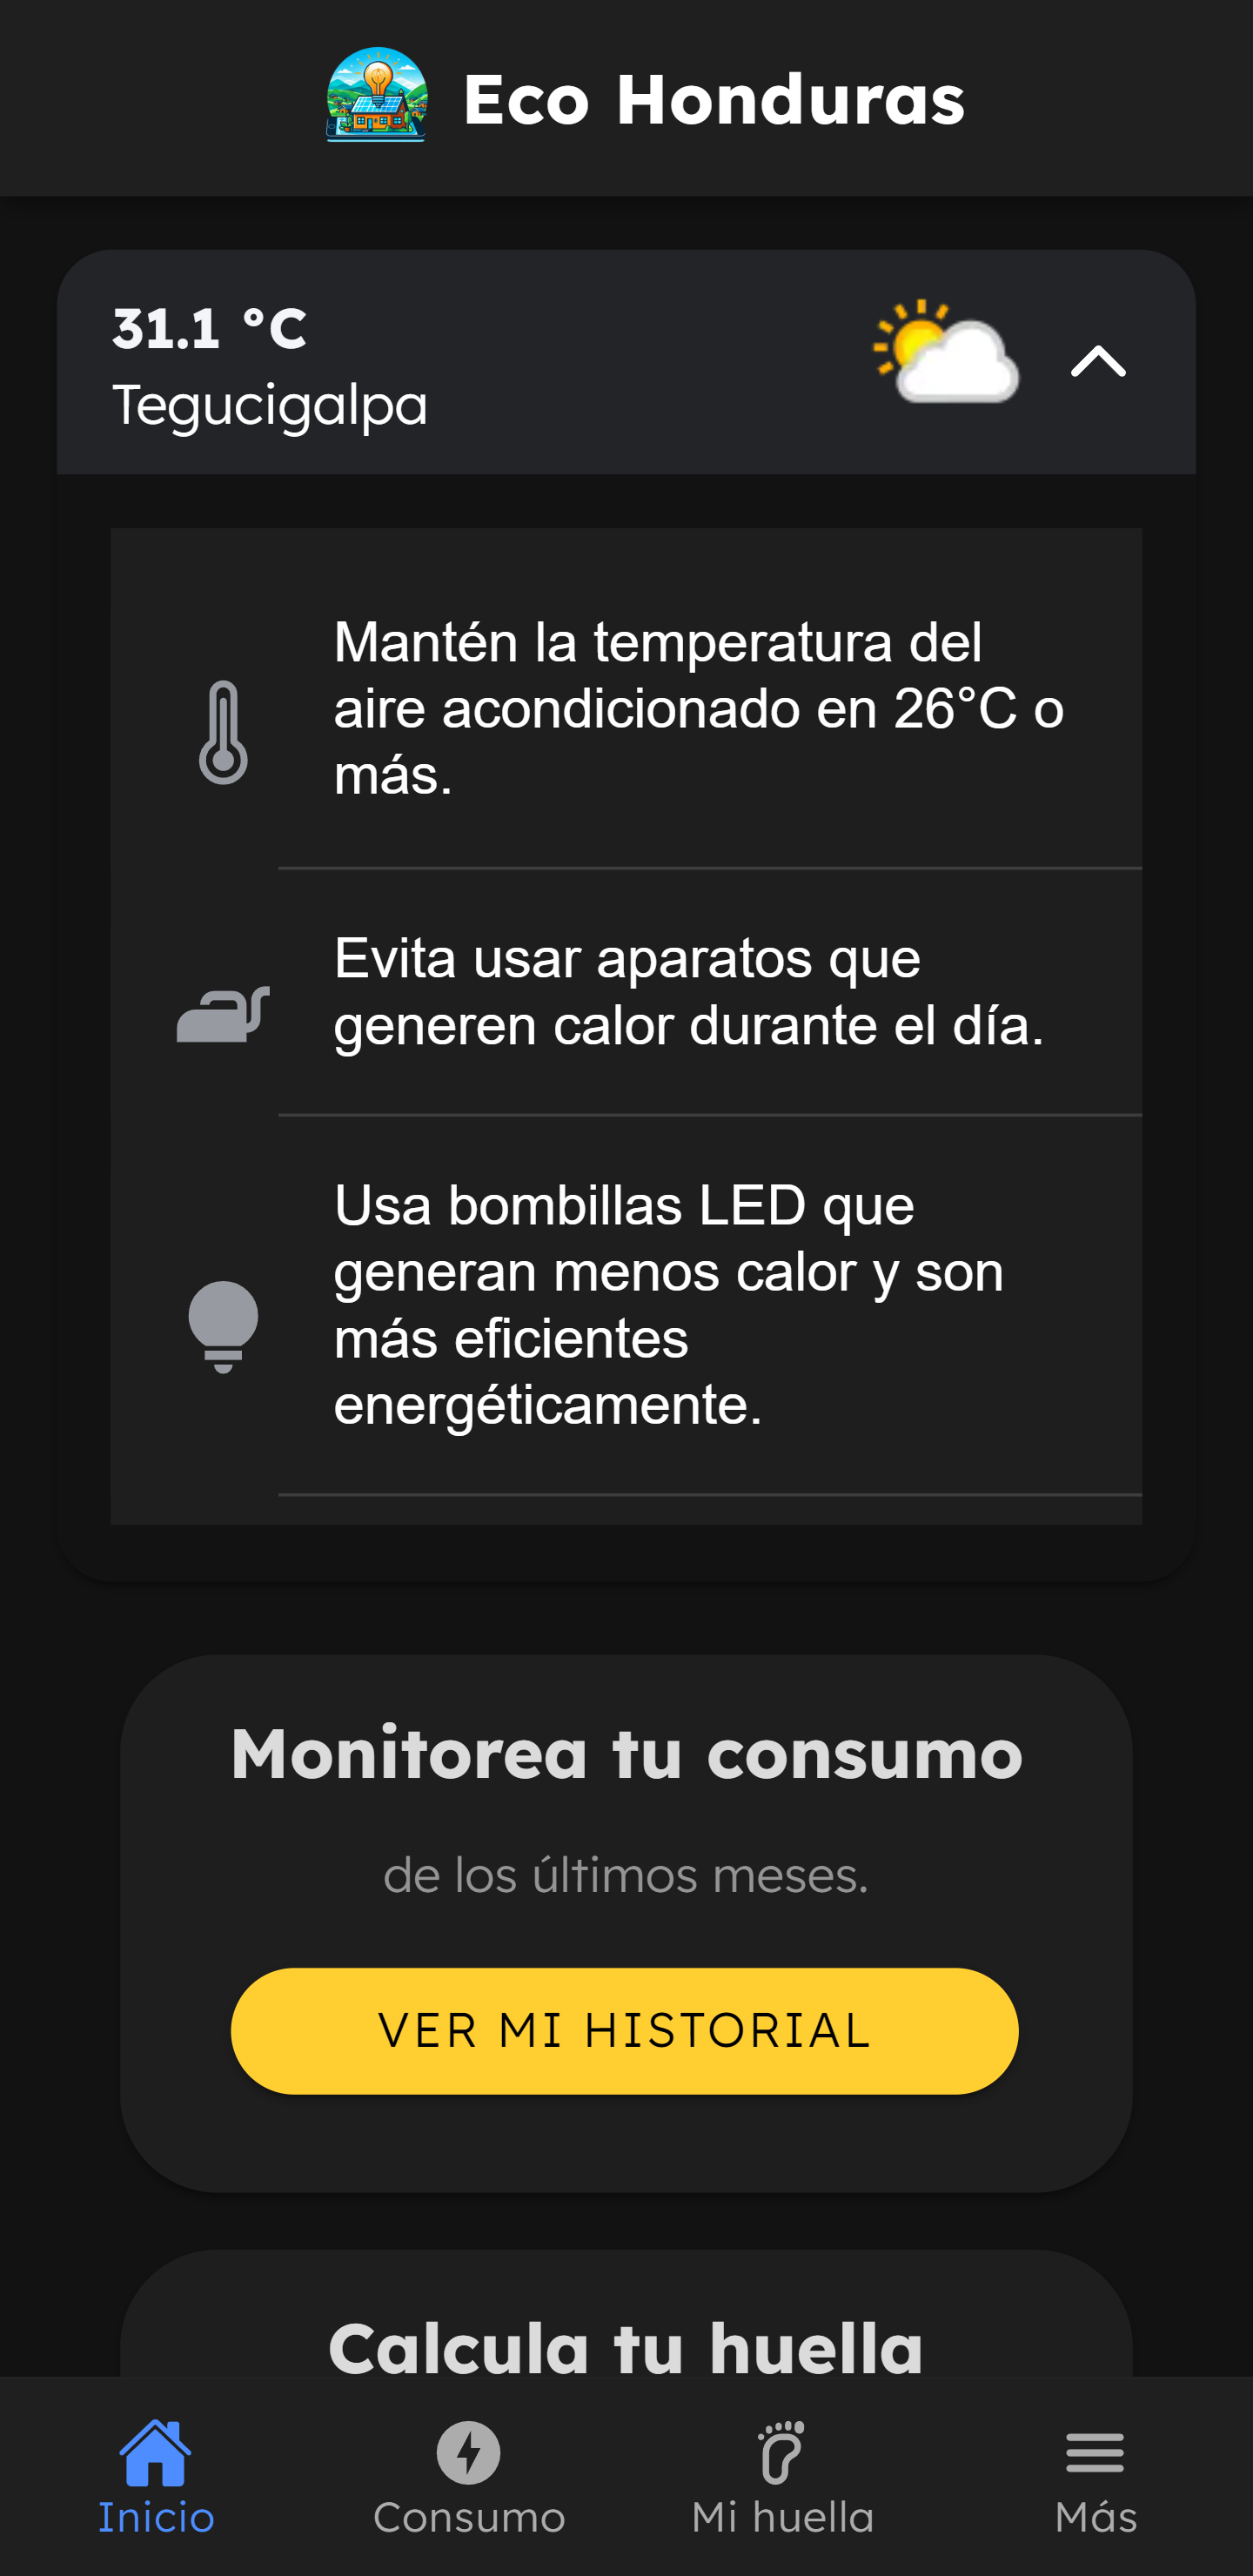 Eco Honduras
31.1 °C
Tegucigalpa
Mantén la temperatura del
aire acondicionado en 26°C o
más.
Evita usar aparatos que
generen calor durante el día.
Usa bombillas LED que
generan menos calor y son
más eficientes
energéticamente.
Monitorea tu consumo
de los últimos meses.
VER MI HISTORIAL
Calcula tu huella
Inicio
Consumo
Mi huella
Más